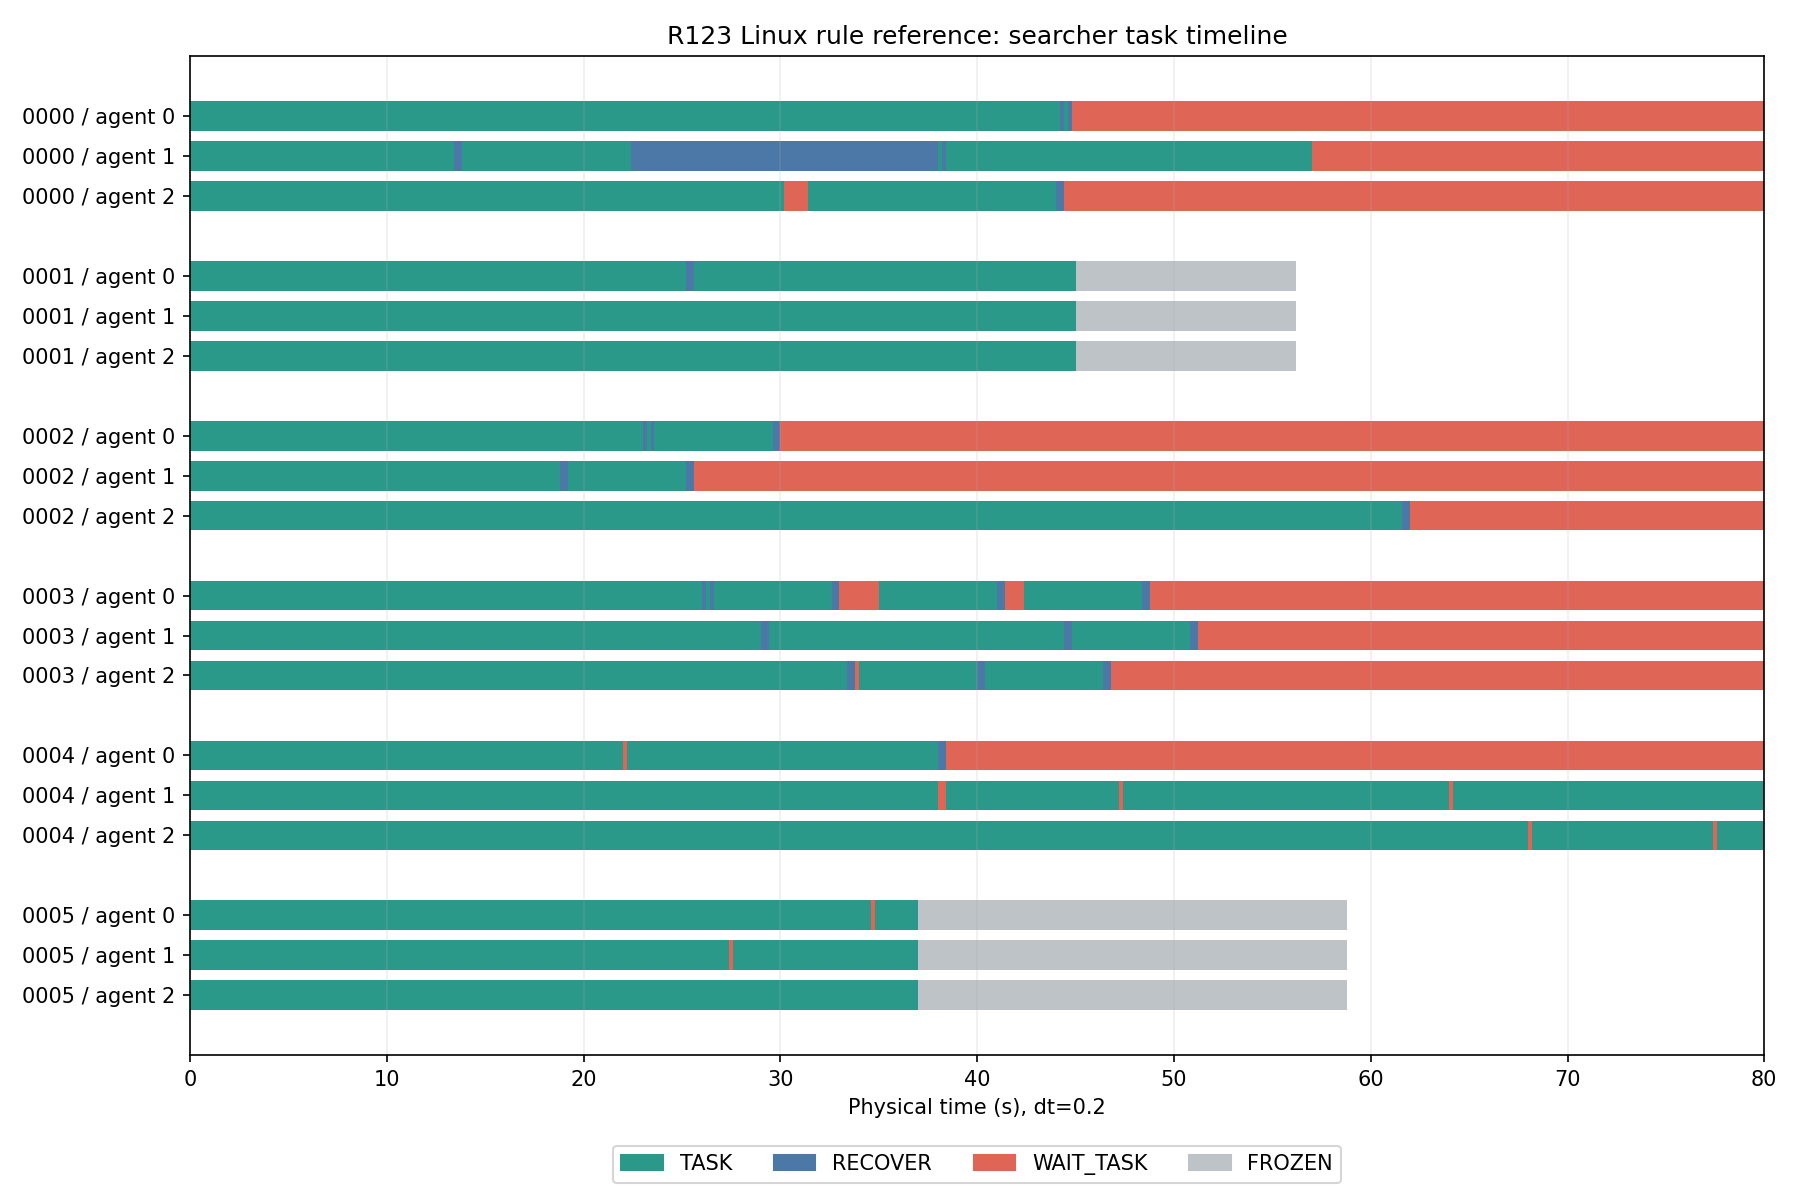 R123 Linux rule reference: searcher task timeline
0000 / agent 0
0000 / agent 1
0000 / agent 2
0001 / agent 0
0001 / agent 1
0001 / agent 2
0002 / agent 0
0002 / agent 1
0002 / agent 2
0003 / agent 0
0003 / agent 1
0003 / agent 2
0004 / agent 0
0004 / agent 1
0004 / agent 2
0005 / agent 0
0005 / agent 1
0005 / agent 2
0 10 20 30 40 50 60 70 80
Physical time (s), dt=0.2
TASK RECOVER WAIT_TASK FROZEN